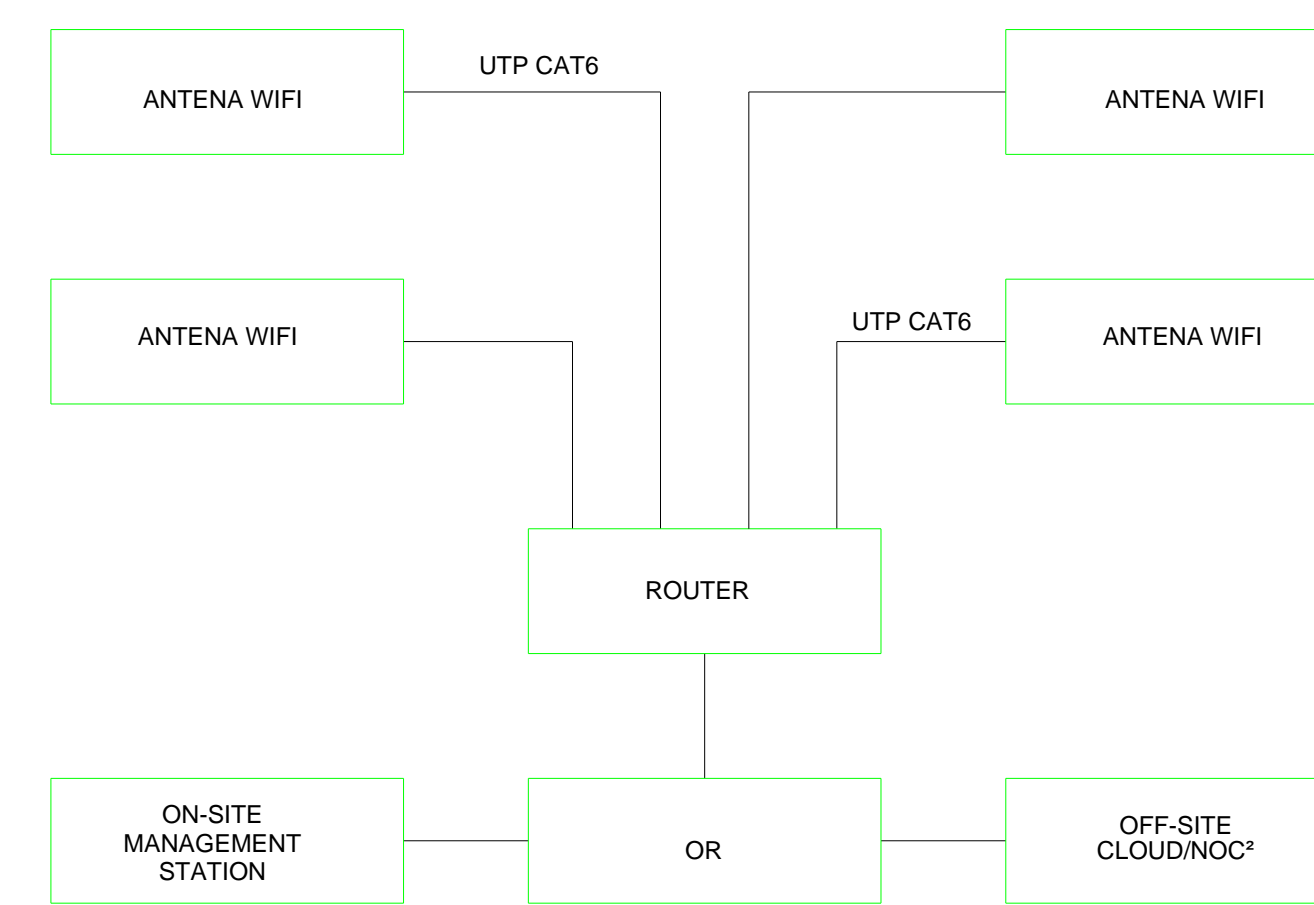 UTP CAT6
ANTENA WIFI
ANTENA WIFI
ANTENA WIFI
UTP CAT6
ANTENA WIFI
ROUTER
ON-SITE
MANAGEMENT
STATION
OR
OFF-SITE
CLOUD/NOC²